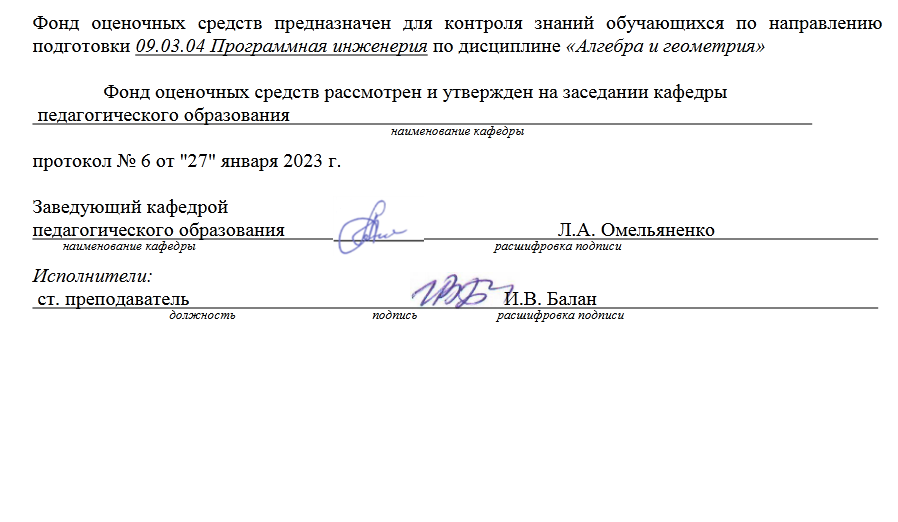 Фонд оценочных средств предназначен для контроля знаний обучающихся по направлению
подготовки 09.03.04 Программная инженерия по дисциплине «Алгебра и геометрия»
Фонд оценочных средств рассмотрен и утвержден на заседании кафедры
педагогического образования
наименование кафедры
протокол № 6 от "27" января 2023 г.
Заведующий кафедрой
педагогического образования Л.А. Омельяненко
наименование кафедры расшифровка подписи
Исполнители:
ст. преподаватель И.В. Балан
должность подпись расшифровка подписи